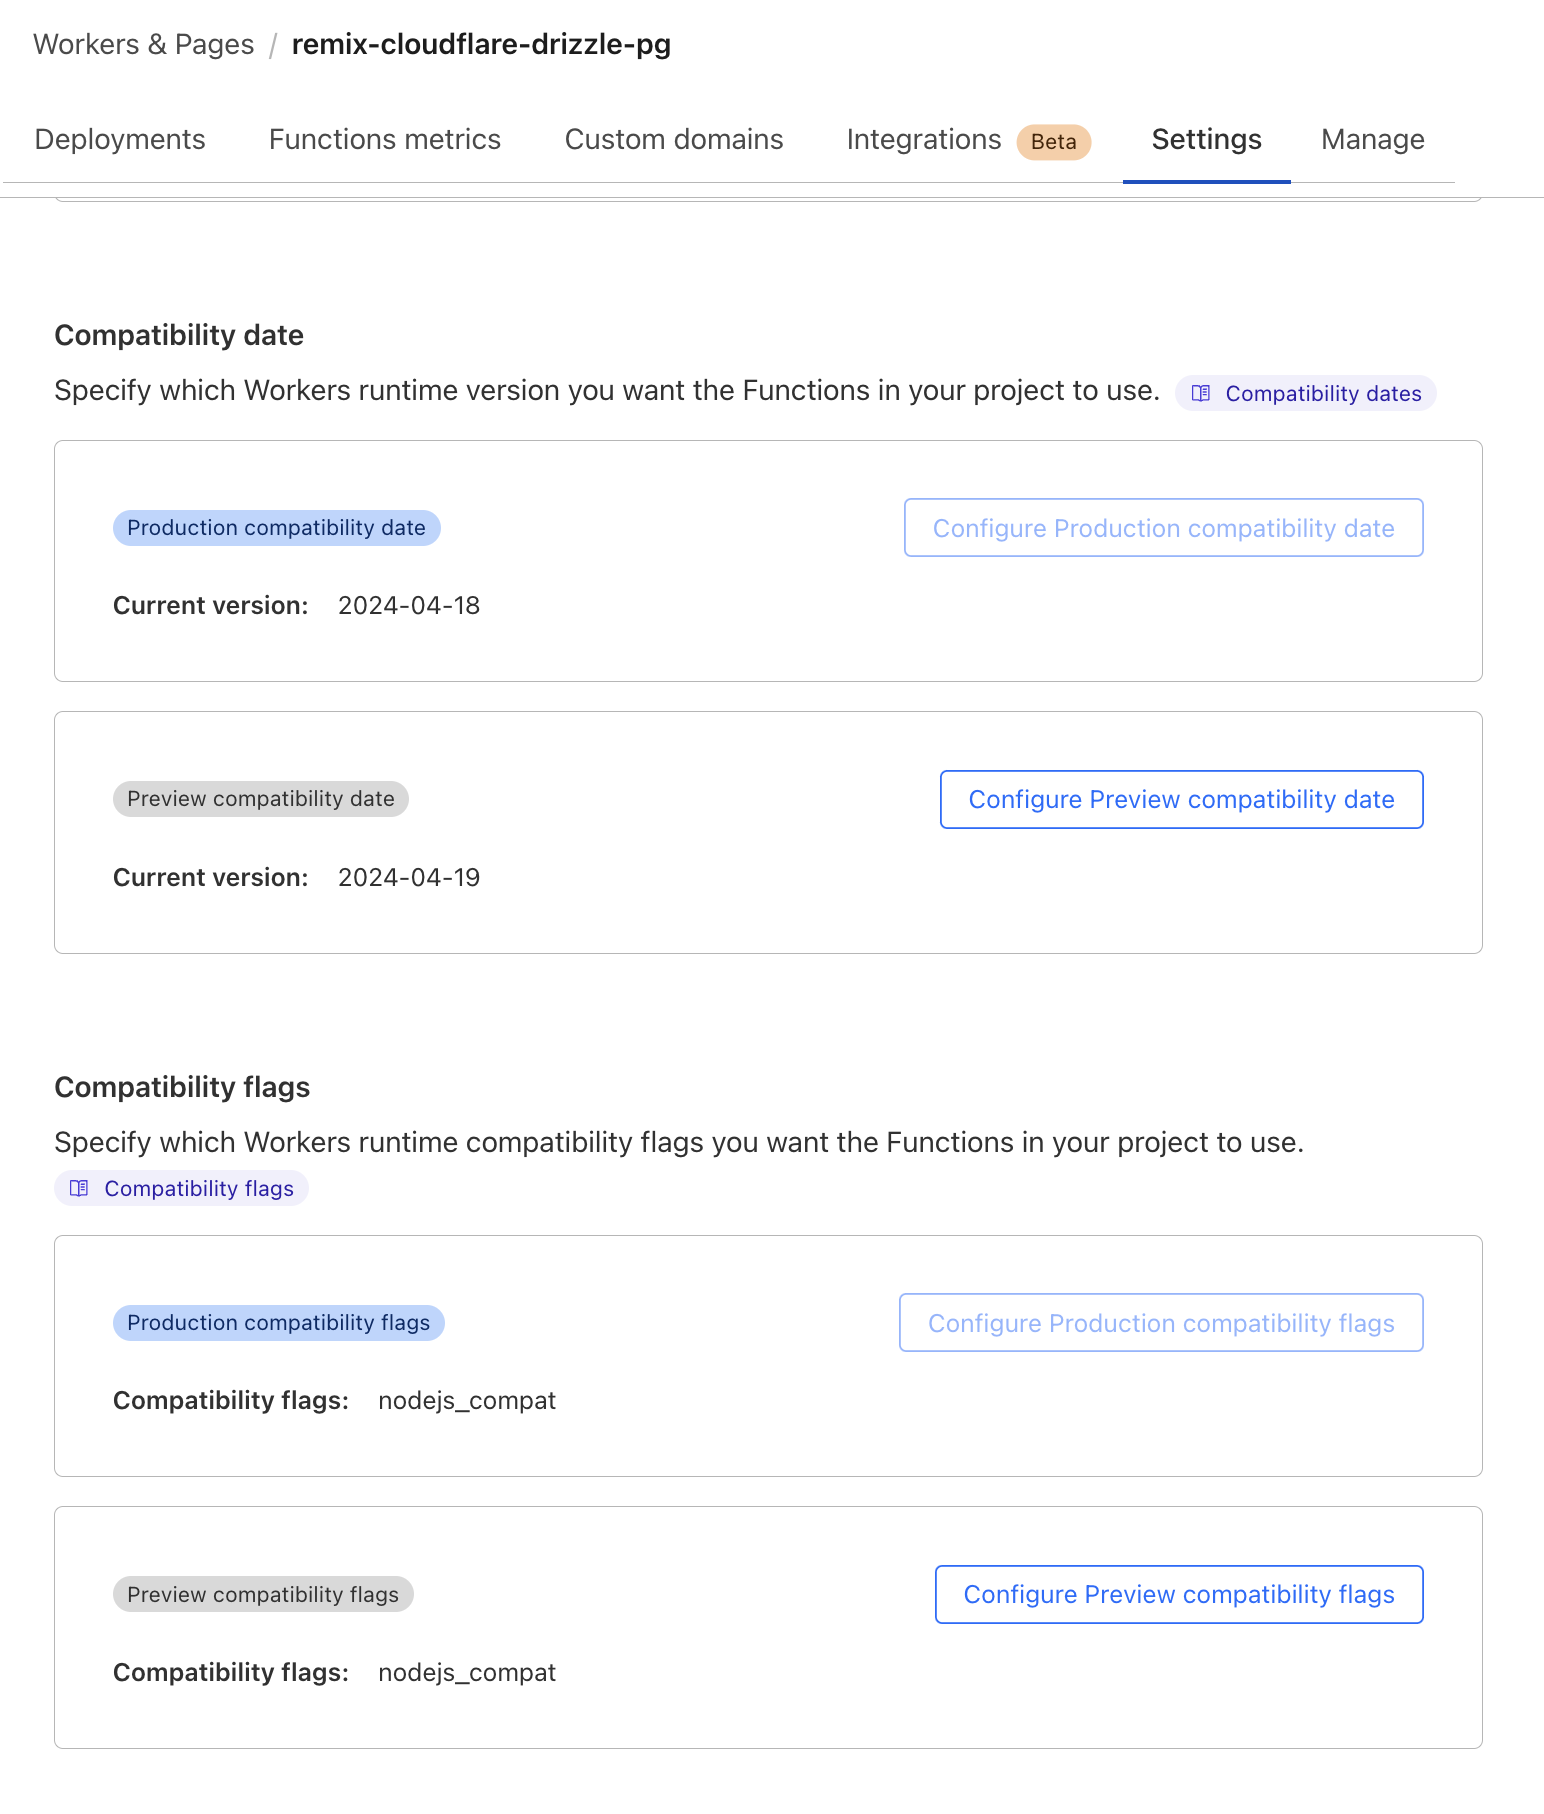 Workers & Pages / remix-cloudflare-drizzle-pg
Deployments Functions metrics Custom domains Integrations Beta Settings Manage
Compatibility date
Specify which Workers runtime version you want the Functions in your project to use. Compatibility dates
Production compatibility date Configure Production compatibility date
Current version: 2024-04-18
Preview compatibility date Configure Preview compatibility date
Current version: 2024-04-19
Compatibility flags
Specify which Workers runtime compatibility flags you want the Functions in your project to use.
Compatibility flags
Production compatibility flags Configure Production compatibility flags
Compatibility flags: nodejs_compat
Preview compatibility flags Configure Preview compatibility flags
Compatibility flags: nodejs_compat